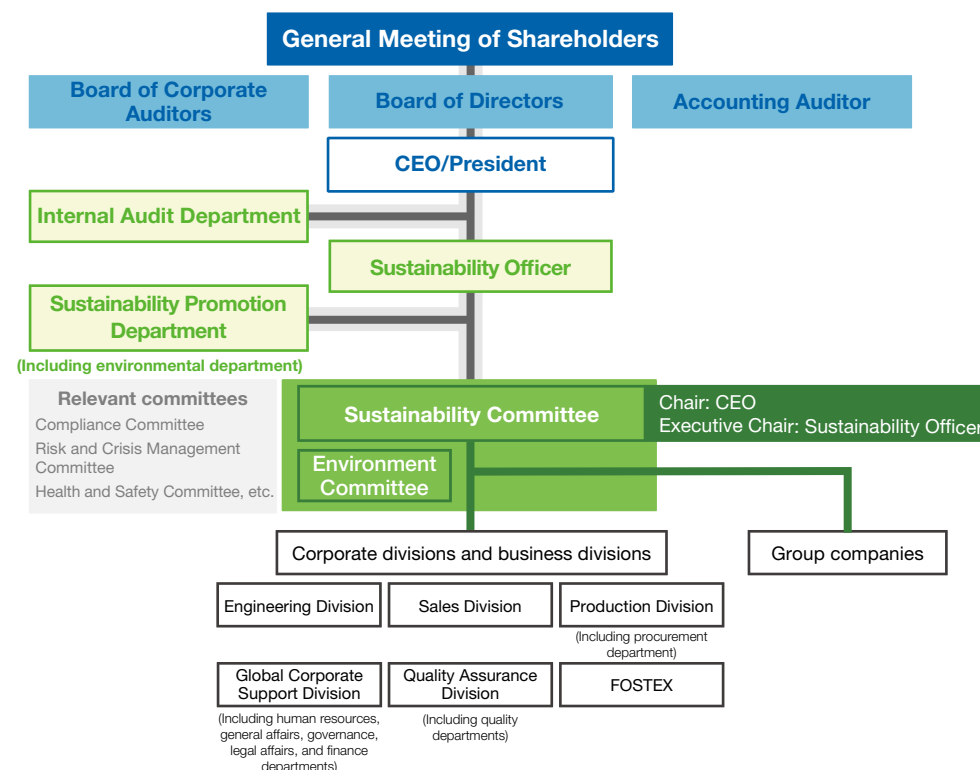 General Meeting of Shareholders
Board of Corporate
Auditors
Board of Directors
Accounting Auditor
CEO/President
Internal Audit Department
Sustainability Officer
Sustainability Promotion
Department
(Including environmental department)
Relevant committees
Compliance Committee
Risk and Crisis Management
Committee
Health and Safety Committee, etc.
Sustainability Committee
Chair: CEO
Executive Chair: Sustainability Officer
Environment
Committee
Corporate divisions and business divisions
Group companies
Engineering Division
Sales Division
Production Division
(Including procurement
department)
Global Corporate
Support Division
(Including human resources,
general affairs, governance,
legal affairs, and finance
departments)
Quality Assurance
Division
(Including quality
departments)
FOSTEX